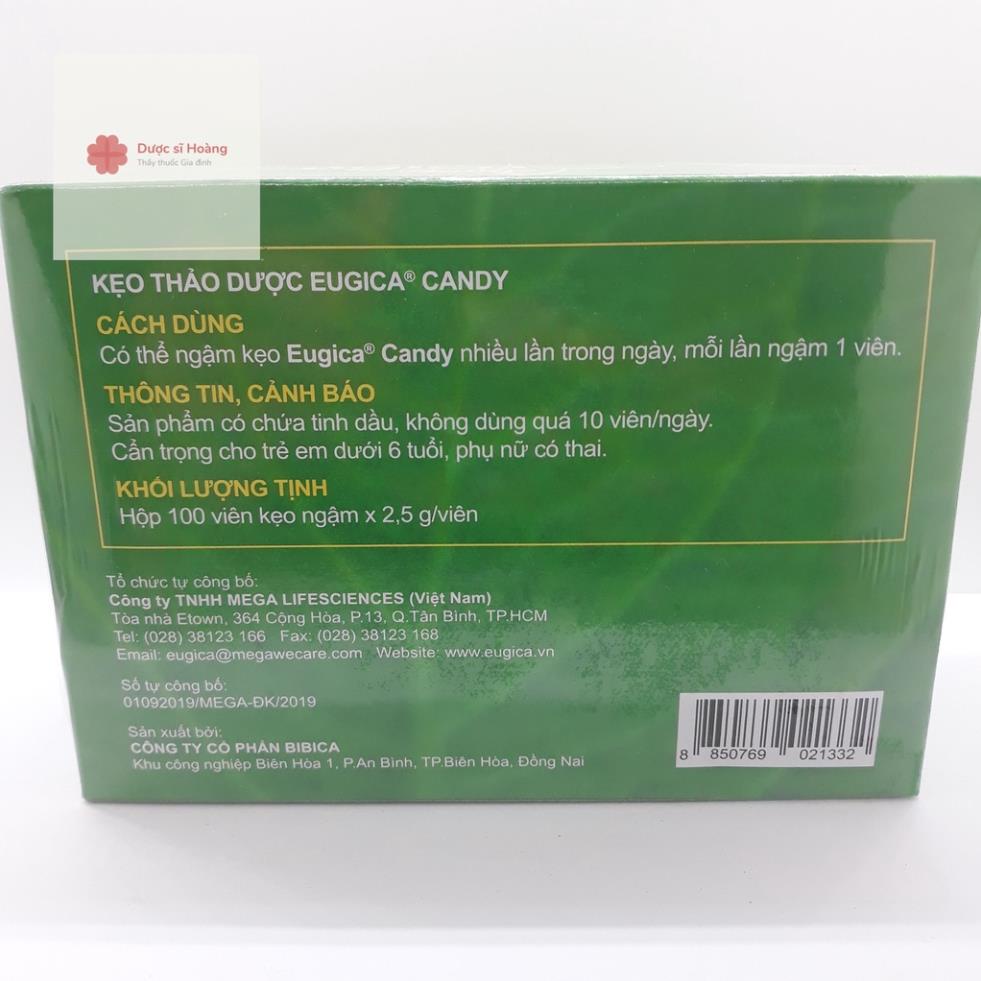 Dược sĩ Hoàng
Thầy thuốc Gia đình
KẸO THẢO DƯỢC EUGICA® CANDY
CÁCH DÙNG
Có thể ngậm kẹo Eugica® Candy nhiều lần trong ngày, mỗi lần ngậm 1 viên.
THÔNG TIN, CẢNH BÁO
Sản phẩm có chứa tinh dầu, không dùng quá 10 viên/ngày.
Cẩn trọng cho trẻ em dưới 6 tuổi, phụ nữ có thai.
KHỐI LƯỢNG TỊNH
Hộp 100 viên kẹo ngậm x 2,5 g/viên
Tổ chức tự công bố:
Công ty TNHH MEGA LIFESCIENCES (Việt Nam)
Tòa nhà Etown, 364 Cộng Hòa, P.13, Q.Tân Bình, TP.HCM
Tel: (028) 38123 166 Fax: (028) 38123 168
Email: eugica@megawecare.com Website: www.eugica.vn
Số tự công bố:
01092019/MEGA-ĐK/2019
Sản xuất bởi:
CÔNG TY CỔ PHẦN BIBICA
Khu công nghiệp Biên Hòa 1, P.An Bình, TP.Biên Hòa, Đồng Nai
8 850769 021332